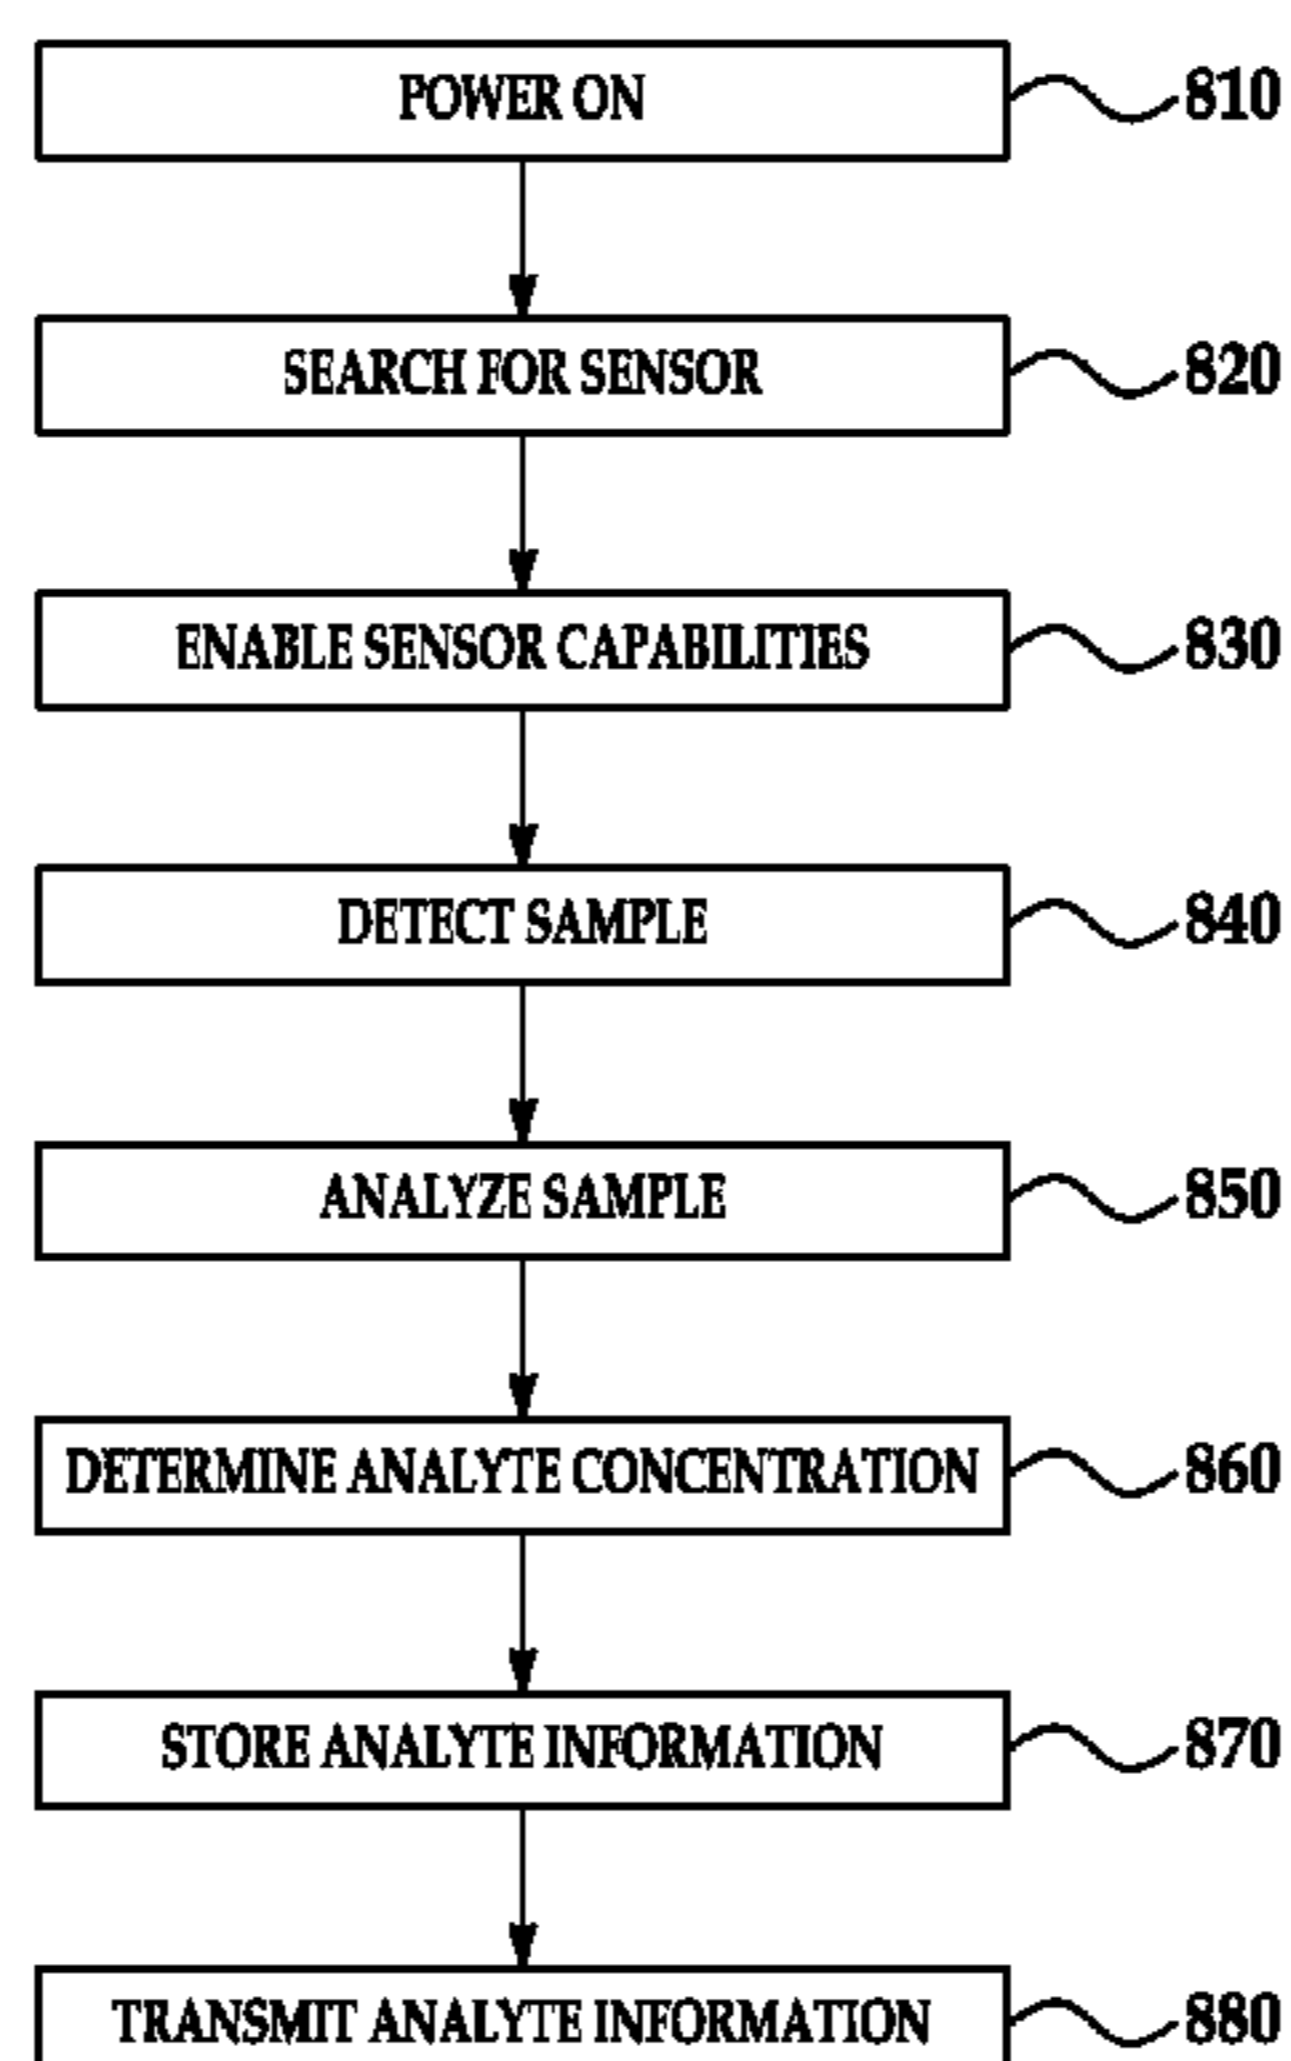 POWER ON 810
SEARCH FOR SENSOR 820
ENABLE SENSOR CAPABILITIES 830
DETECT SAMPLE 840
ANALYZE SAMPLE 850
DETERMINE ANALYTE CONCENTRATION 860
STORE ANALYTE INFORMATION 870
TRANSMIT ANALYTE INFORMATION 880